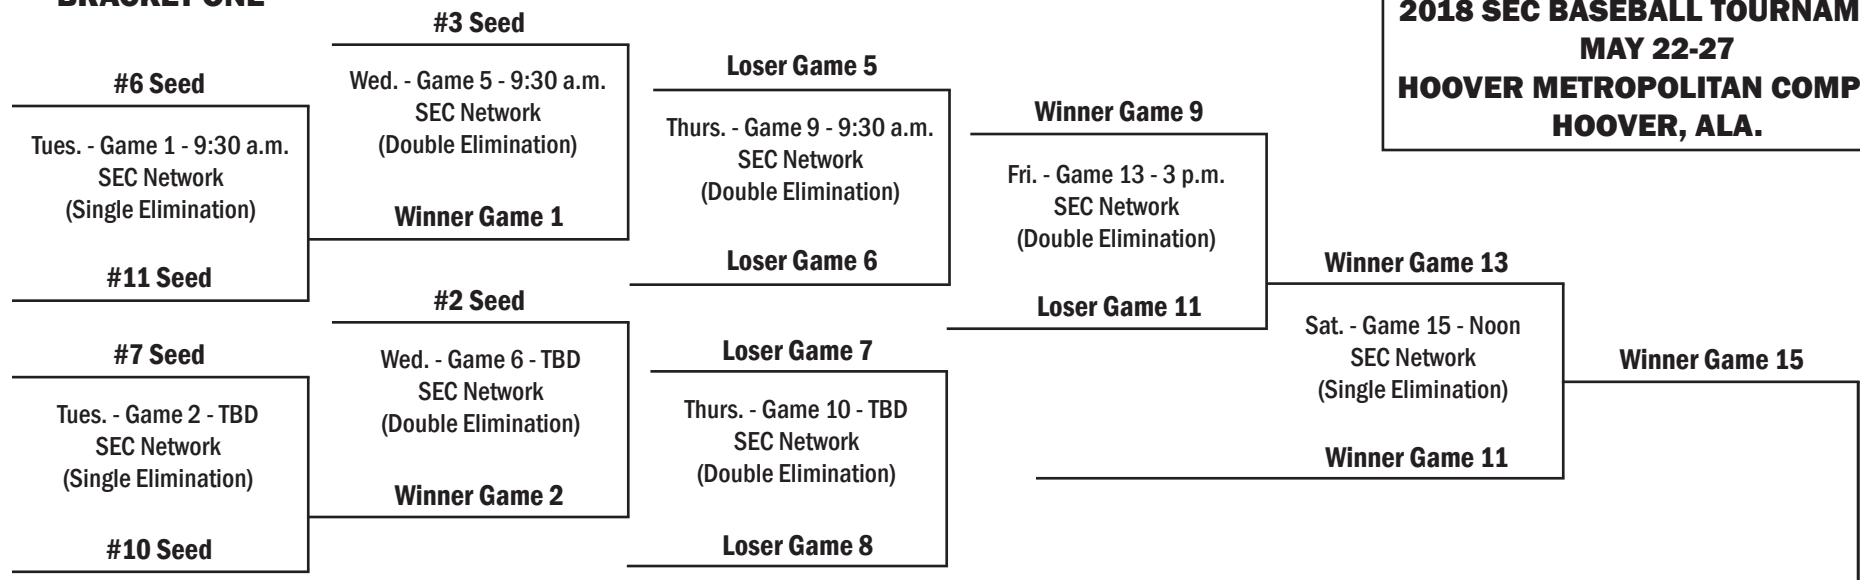 BRACKET ONE
#3 Seed
Wed. - Game 5 - 9:30 a.m.
SEC Network
(Double Elimination)
Winner Game 1
#6 Seed
Tues. - Game 1 - 9:30 a.m.
SEC Network
(Single Elimination)
#11 Seed
#2 Seed
Wed. - Game 6 - TBD
SEC Network
(Double Elimination)
Winner Game 2
#7 Seed
Tues. - Game 2 - TBD
SEC Network
(Single Elimination)
#10 Seed
Loser Game 5
Thurs. - Game 9 - 9:30 a.m.
SEC Network
(Double Elimination)
Loser Game 6
Loser Game 7
Thurs. - Game 10 - TBD
SEC Network
(Double Elimination)
Loser Game 8
Winner Game 9
Fri. - Game 13 - 3 p.m.
SEC Network
(Double Elimination)
Loser Game 11
Winner Game 13
Sat. - Game 15 - Noon
SEC Network
(Single Elimination)
Winner Game 11
Winner Game 15
2018 SEC BASEBALL TOURNAM
MAY 22-27
HOOVER METROPOLITAN COMP
HOOVER, ALA.